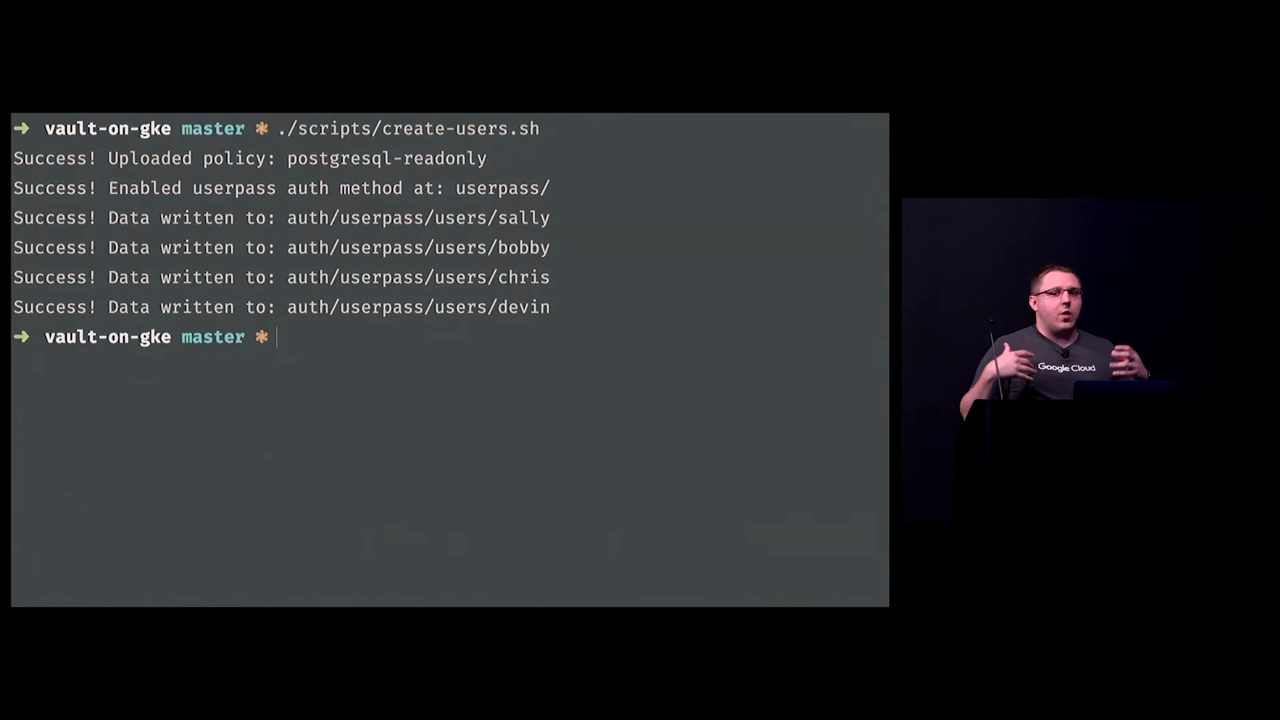 ➜ vault-on-gke master ✱ ./scripts/create-users.sh
Success! Uploaded policy: postgresql-readonly
Success! Enabled userpass auth method at: userpass/
Success! Data written to: auth/userpass/users/sally
Success! Data written to: auth/userpass/users/bobby
Success! Data written to: auth/userpass/users/chris
Success! Data written to: auth/userpass/users/devin
➜ vault-on-gke master ✱
Google Cloud